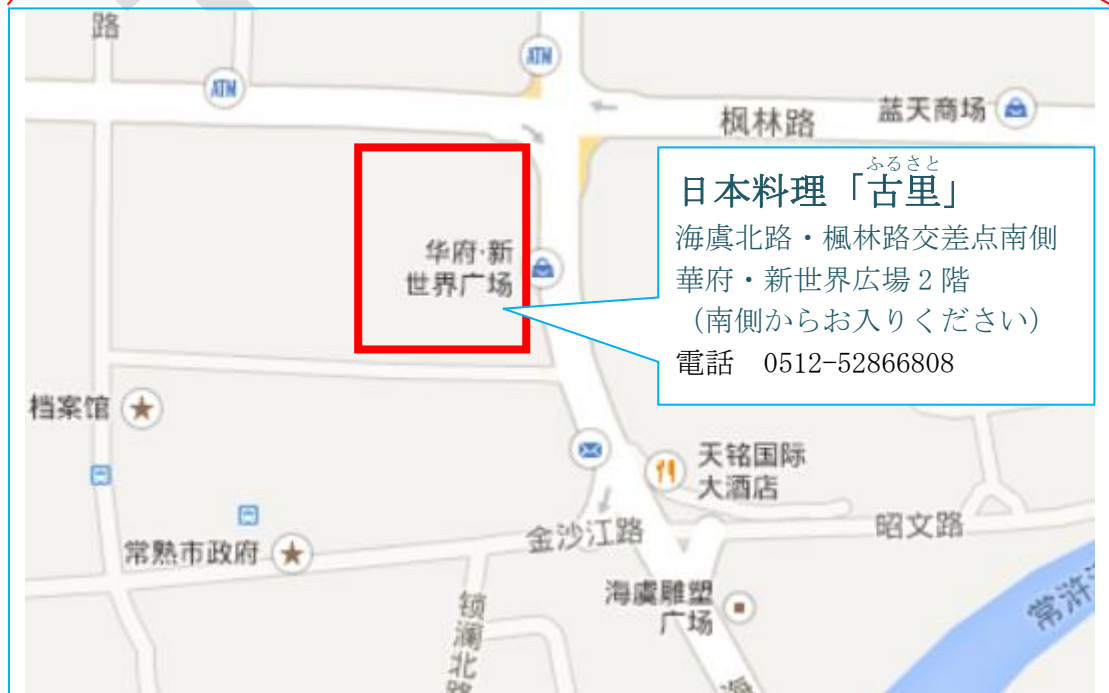 路
ATM
ATM
枫林路
蓝天商场
ふるさと
日本料理「古里」
海虞北路・楓林路交差点南側
華府・新世界広場２階
（南側からお入りください）
電話　0512-52866808
华府·新
世界广场
档案馆
天铭国际
大酒店
昭文路
金沙江路
常熟市政府
海虞雕塑
广场
锁澜北路
常浒
海